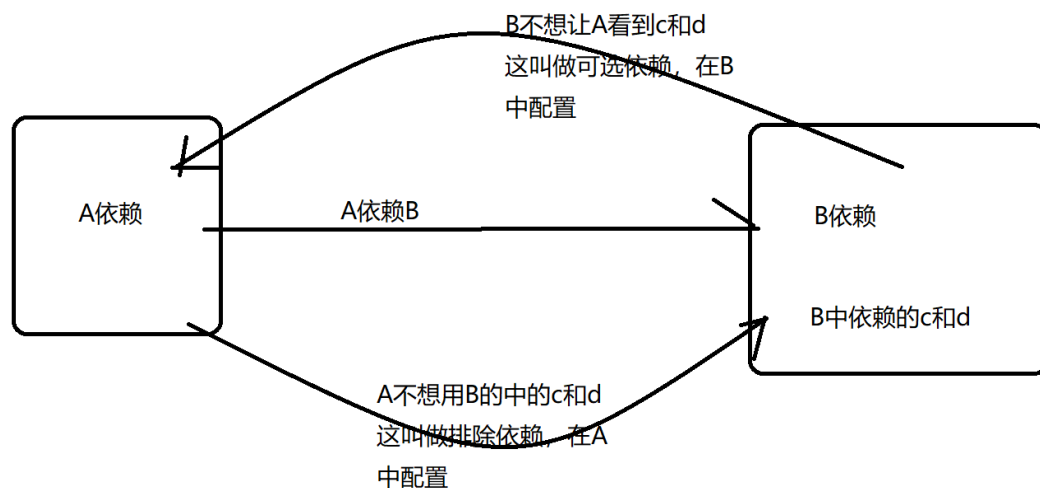 B不想让A看到c和d
这叫做可选依赖，在B
中配置
A依赖
A依赖B
B依赖
B中依赖的c和d
A不想用B的中的c和d
这叫做排除依赖，在A
中配置